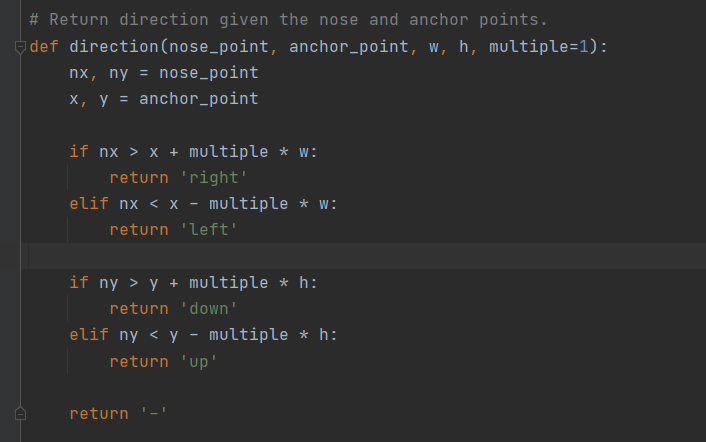 # Return direction given the nose and anchor points.
def direction(nose_point, anchor_point, w, h, multiple=1):
    nx, ny = nose_point
    x, y = anchor_point

    if nx > x + multiple * w:
        return 'right'
    elif nx < x - multiple * w:
        return 'left'

    if ny > y + multiple * h:
        return 'down'
    elif ny < y - multiple * h:
        return 'up'

    return '-'